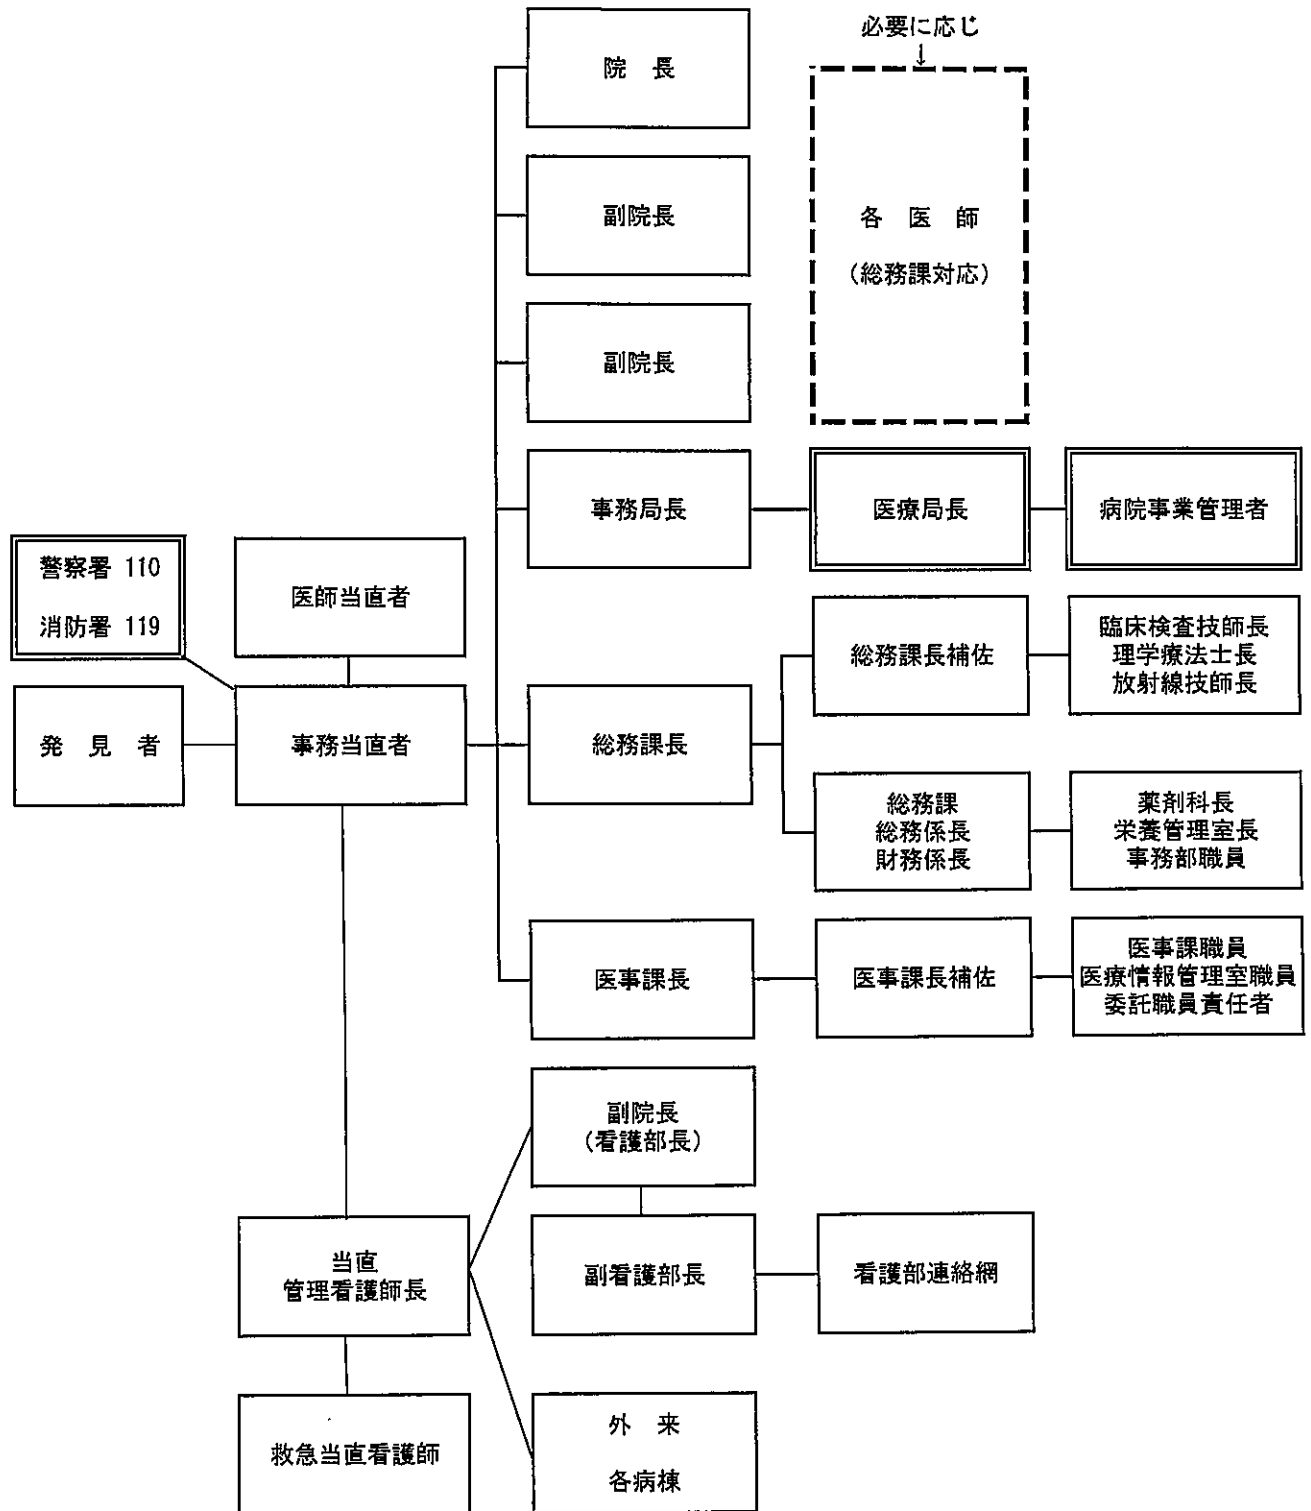 必要に応じ
↓
院 長
各 医 師
(総務課対応)
副院長
副院長
事務局長
医療局長
病院事業管理者
警察署 110
消防署 119
医師当直者
発 見 者
事務当直者
総務課長
総務課長補佐
臨床検査技師長
理学療法士長
放射線技師長
総務課
総務係長
財務係長
薬剤科長
栄養管理室長
事務部職員
医事課長
医事課長補佐
医事課職員
医療情報管理室職員
委託職員責任者
副院長
(看護部長)
当直
管理看護師長
副看護部長
看護部連絡網
救急当直看護師
外 来
各病棟